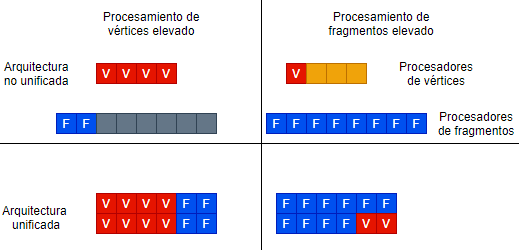 Procesamiento de
vértices elevado
Procesamiento de
fragmentos elevado
Arquitectura
no unificada
V V V V
V
Procesadores
de vértices
F F
F F F F F F F F
Procesadores
de fragmentos
Arquitectura
unificada
V V V V F F
V V V V F F
F F F F F F
F F F F V V